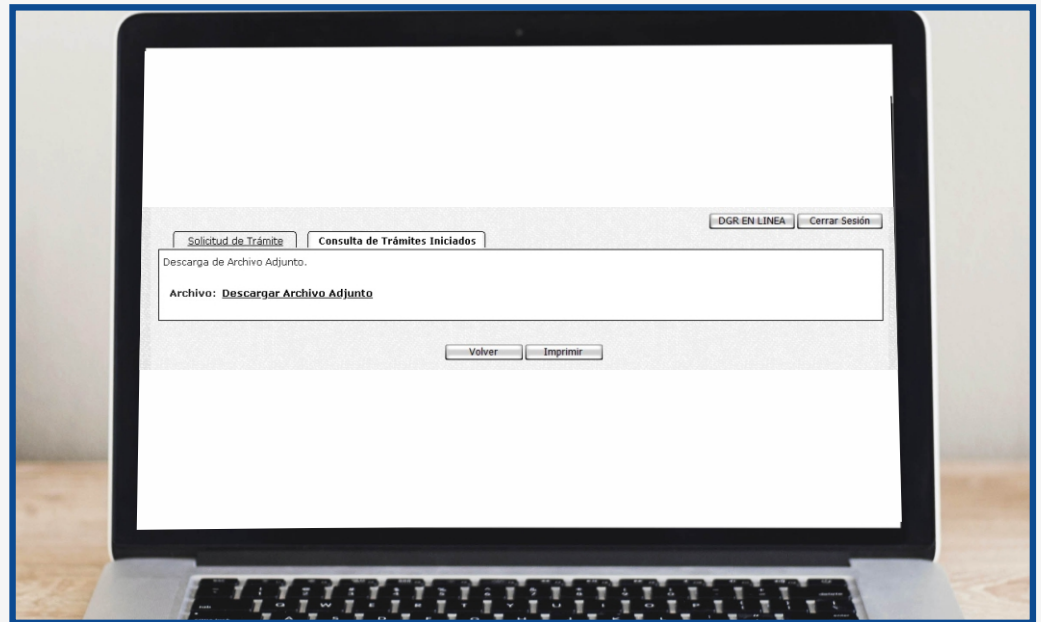 DGR EN LINEA Cerrar Sesión
Solicitud de Trámite Consulta de Trámites Iniciados
Descarga de Archivo Adjunto.
Archivo: Descargar Archivo Adjunto
Volver Imprimir